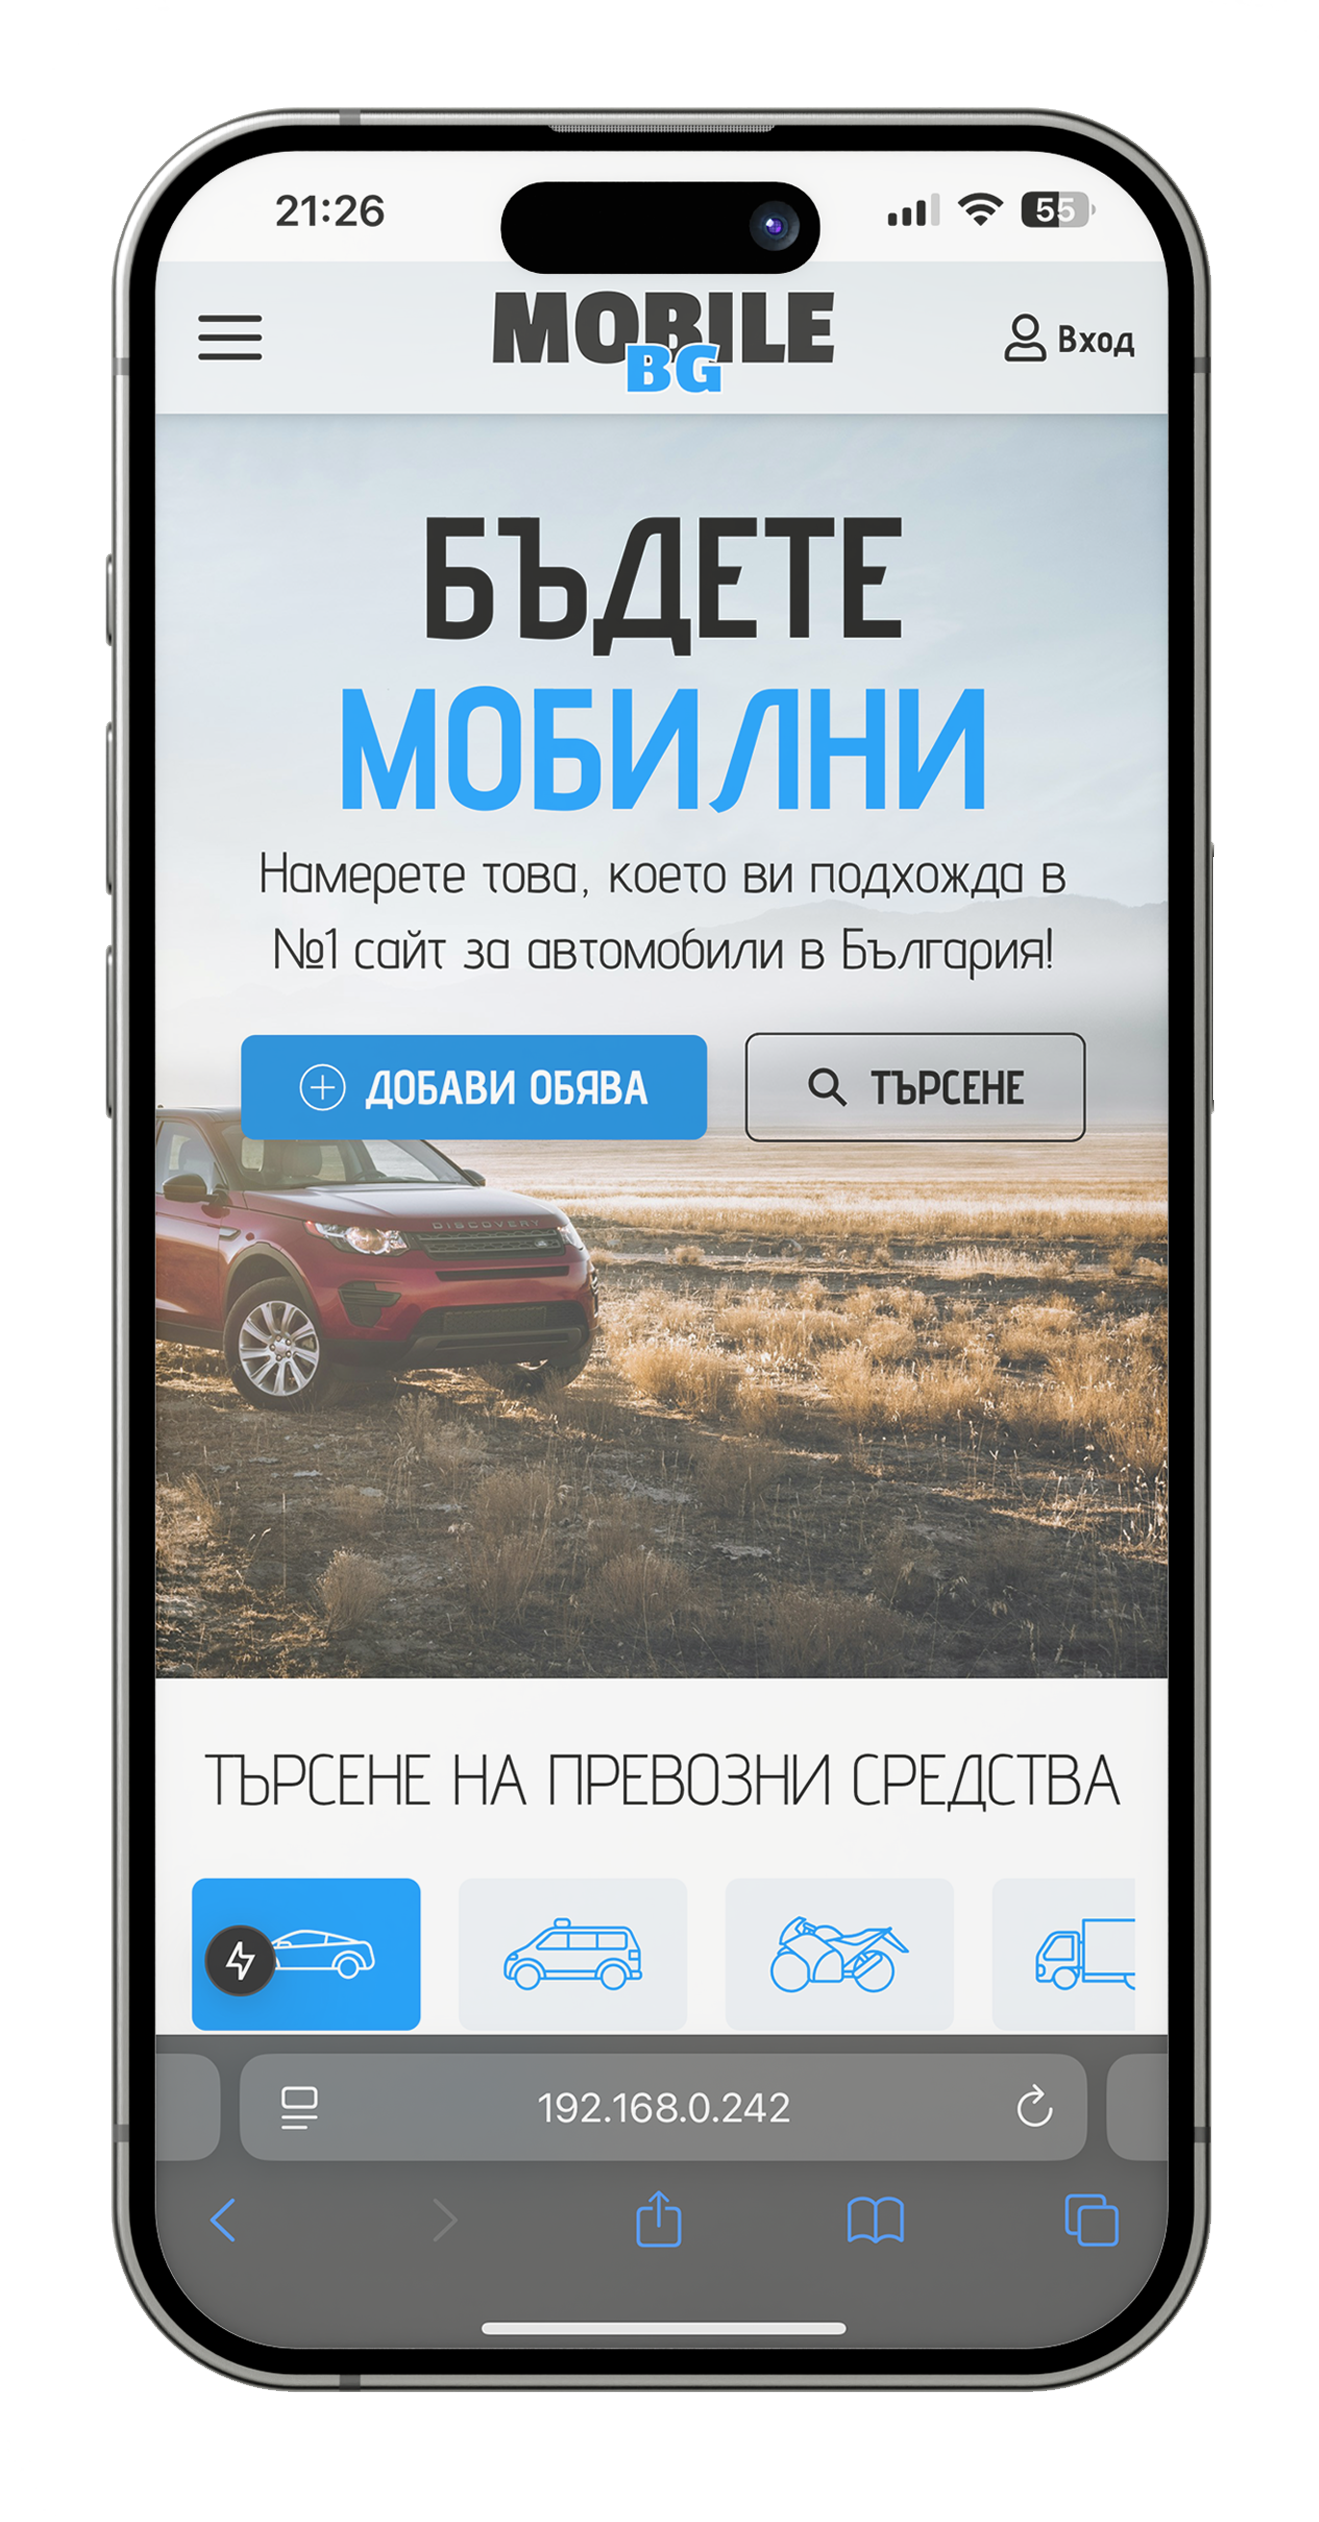 21:26
55
MOBILE
BG
Вход
БЪДЕТЕ
МОБИЛНИ
Намерете това, което ви подхожда в
№1 сайт за автомобили в България!
ДОБАВИ ОБЯВА
ТЪРСЕНЕ
DISCOVERY
ТЪРСЕНЕ НА ПРЕВОЗНИ СРЕДСТВА
192.168.0.242